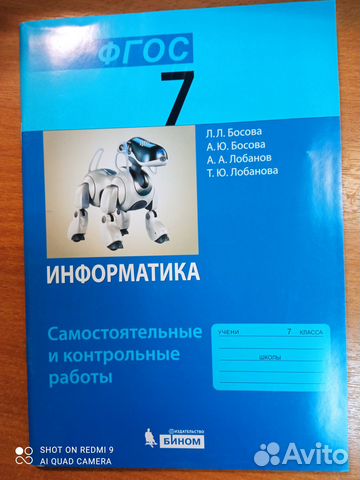 ФГОС
7
Л.Л. Босова
А.Ю. Босова
А. А. Лобанов
Т. Ю. Лобанова
ИНФОРМАТИКА
Самостоятельные
и контрольные
работы
УЧЕНИ 7 КЛАССА
ШКОЛЫ
ИЗДАТЕЛЬСТВО
БИНОМ
SHOT ON REDMI 9
AI QUAD CAMERA
Avito